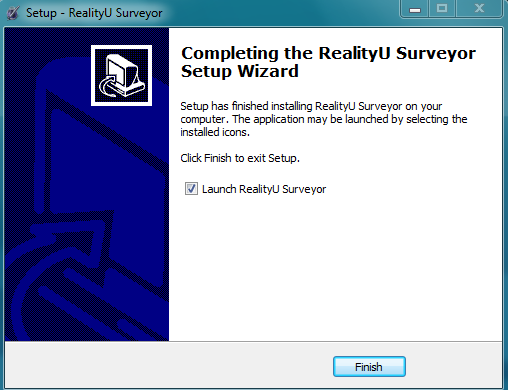 Setup - RealityU Surveyor
Completing the RealityU Surveyor
Setup Wizard
Setup has finished installing RealityU Surveyor on your
computer. The application may be launched by selecting the
installed icons.
Click Finish to exit Setup.
Launch RealityU Surveyor
Finish